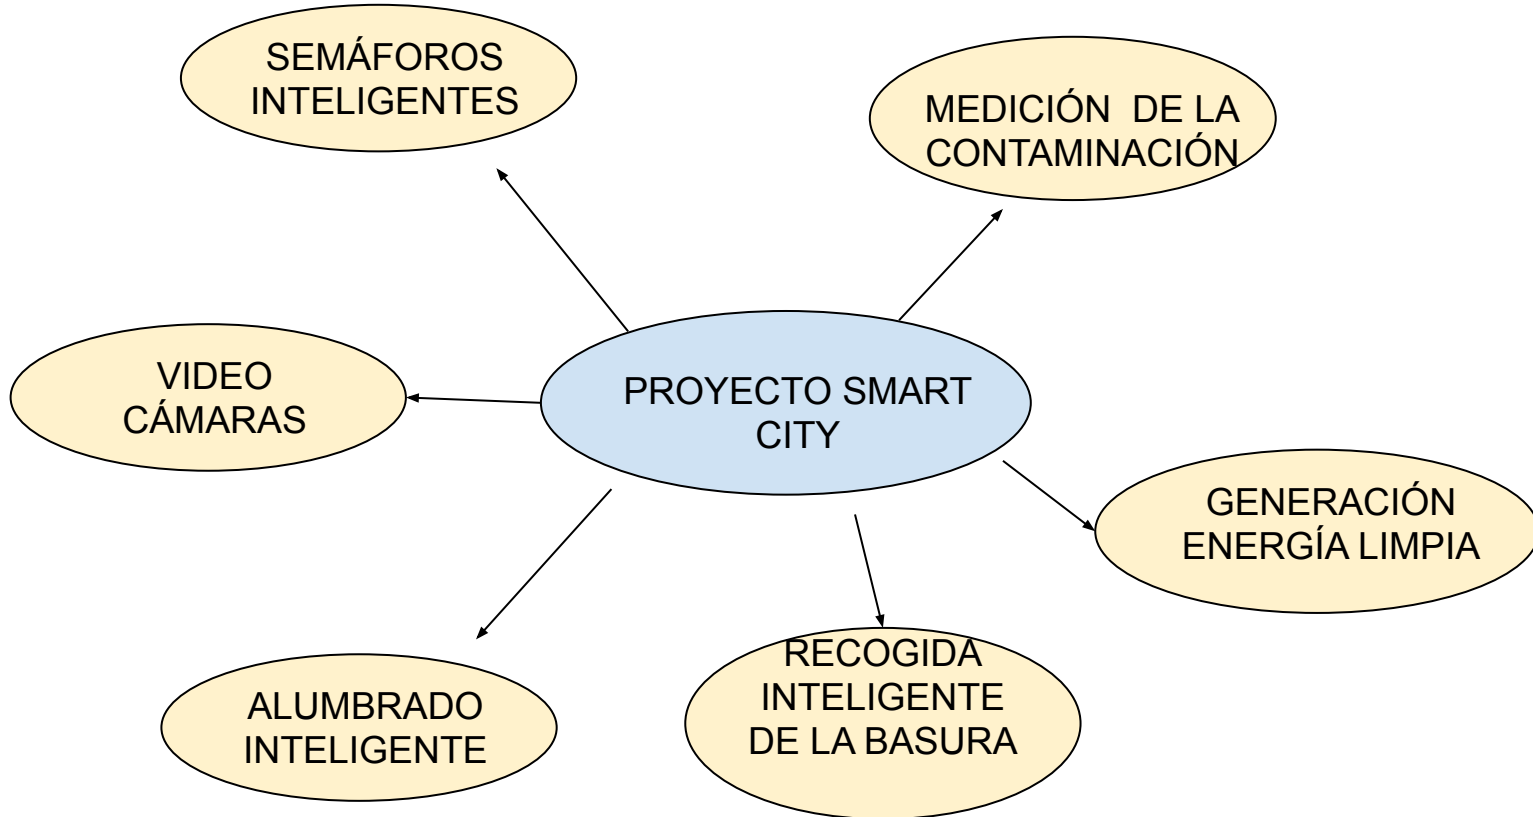 SEMÁFOROS
INTELIGENTES
MEDICIÓN  DE LA
CONTAMINACIÓN
VIDEO
CÁMARAS
PROYECTO SMART
CITY
GENERACIÓN
ENERGÍA LIMPIA
ALUMBRADO
INTELIGENTE
RECOGIDA
INTELIGENTE
DE LA BASURA